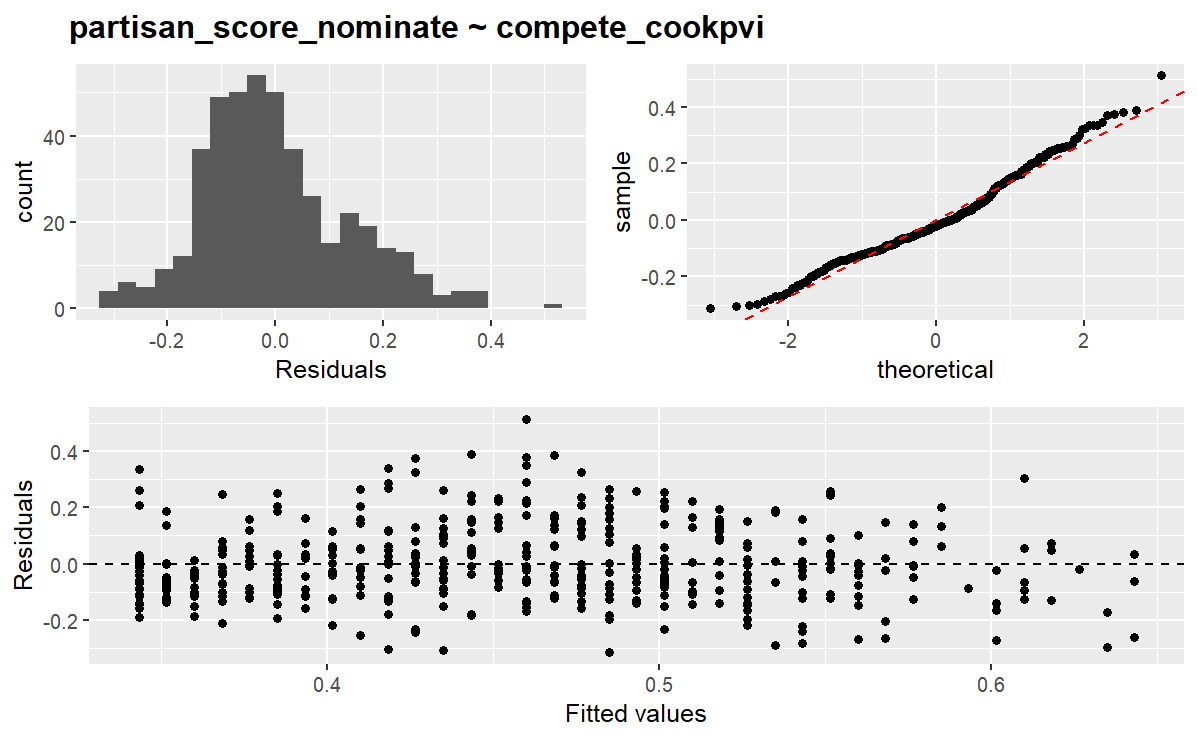 partisan_score_nominate ~ compete_cookpvi
count
40
20
0
-0.2 0.0 0.2 0.4
Residuals
sample
0.4
0.2
0.0
-0.2
-2 0 2
theoretical
Residuals
0.4
0.2
0.0
-0.2
0.4 0.5 0.6
Fitted values